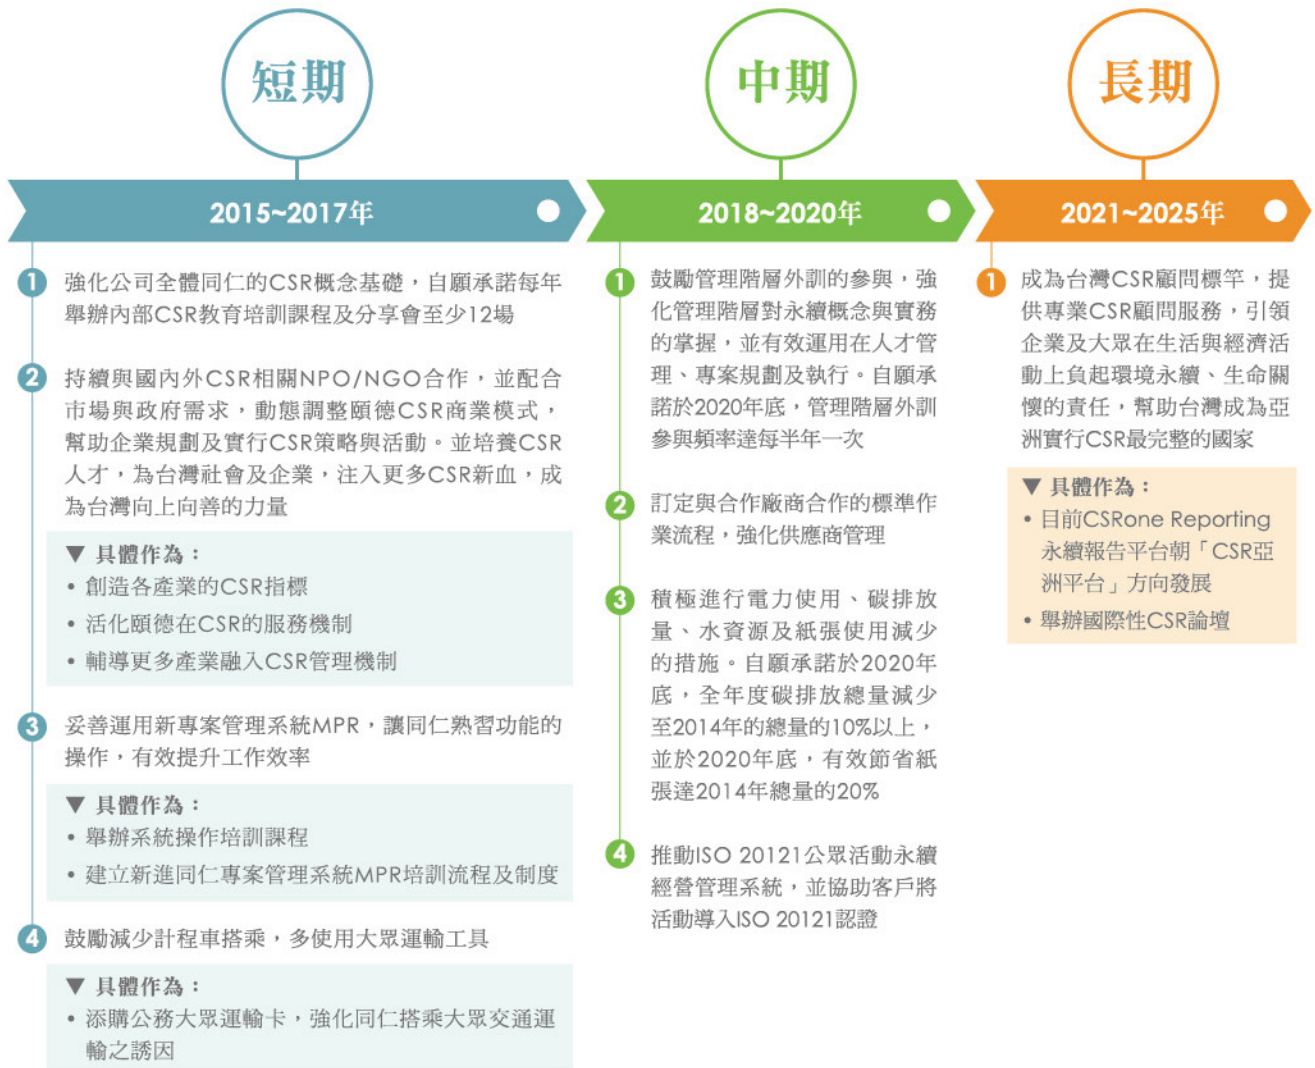 短期
2015~2017年
1
強化公司全體同仁的CSR概念基礎，自願承諾每年
舉辦內部CSR教育培訓課程及分享會至少12場
2
持續與國內外CSR相關NPO/NGO合作，並配合
市場與政府需求，動態調整頤德CSR商業模式，
幫助企業規劃及實行CSR策略與活動。並培養CSR
人才，為台灣社會及企業，注入更多CSR新血，成
為台灣向上向善的力量
▼ 具體作為：
• 創造各產業的CSR指標
• 活化頤德在CSR的服務機制
• 輔導更多產業融入CSR管理機制
3
妥善運用新專案管理系統MPR，讓同仁熟習功能的
操作，有效提升工作效率
▼ 具體作為：
• 舉辦系統操作培訓課程
• 建立新進同仁專案管理系統MPR培訓流程及制度
4
鼓勵減少計程車搭乘，多使用大眾運輸工具
▼ 具體作為：
• 添購公務大眾運輸卡，強化同仁搭乘大眾交通運
輸之誘因
中期
2018~2020年
1
鼓勵管理階層外訓的參與，強
化管理階層對永續概念與實務
的掌握，並有效運用在人才管
理、專案規劃及執行。自願承
諾於2020年底，管理階層外訓
參與頻率達每半年一次
2
訂定與合作廠商合作的標準作
業流程，強化供應商管理
3
積極進行電力使用、碳排放
量、水資源及紙張使用減少
的措施。自願承諾於2020年
底，全年度碳排放總量減少
至2014年的總量的10%以上，
並於2020年底，有效節省紙
張達2014年總量的20%
4
推動ISO 20121公眾活動永續
經營管理系統，並協助客戶將
活動導入ISO 20121認證
長期
2021~2025年
1
成為台灣CSR顧問標竿，提
供專業CSR顧問服務，引領
企業及大眾在生活與經濟活
動上負起環境永續、生命關
懷的責任，幫助台灣成為亞
洲實行CSR最完整的國家
▼ 具體作為：
• 目前CSRone Reporting
永續報告平台朝「CSR亞
洲平台」方向發展
• 舉辦國際性CSR論壇